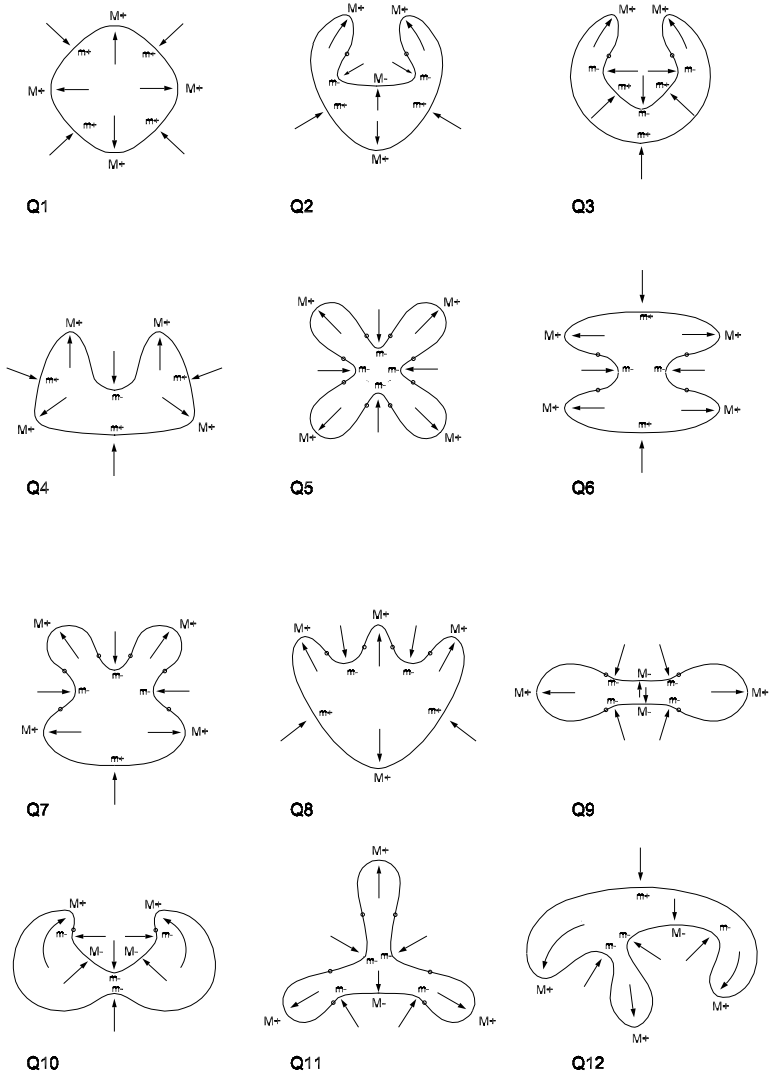 M+
m+ m+
M+ M+
m+ m+
M+
Q1
M+ M+
m- M- m-
m+ m+
M+
Q2
M+ M+
m- m-
m+ m+
m-
m+
Q3
M+ M+
m+ m+
m-
M+ m+ M+
Q4
M+ M+
m-
m- m-
m-
M+ M+
Q5
m+
M+ M+
m- m-
M+ M+
Q6
M+ M+
m-
m- m-
M+ M+
m+
Q7
M+
M+ M+
m- m-
m+ m+
M+
Q8
M-
m- m-
M+ M+
m- m-
M-
Q9
M+ M+
m- m-
M- M-
m-
m-
Q10
M+
m- m-
m- m-
M-
M+ M+
Q11
m+
m- m-
m- M-
M+ M+
M+
Q12